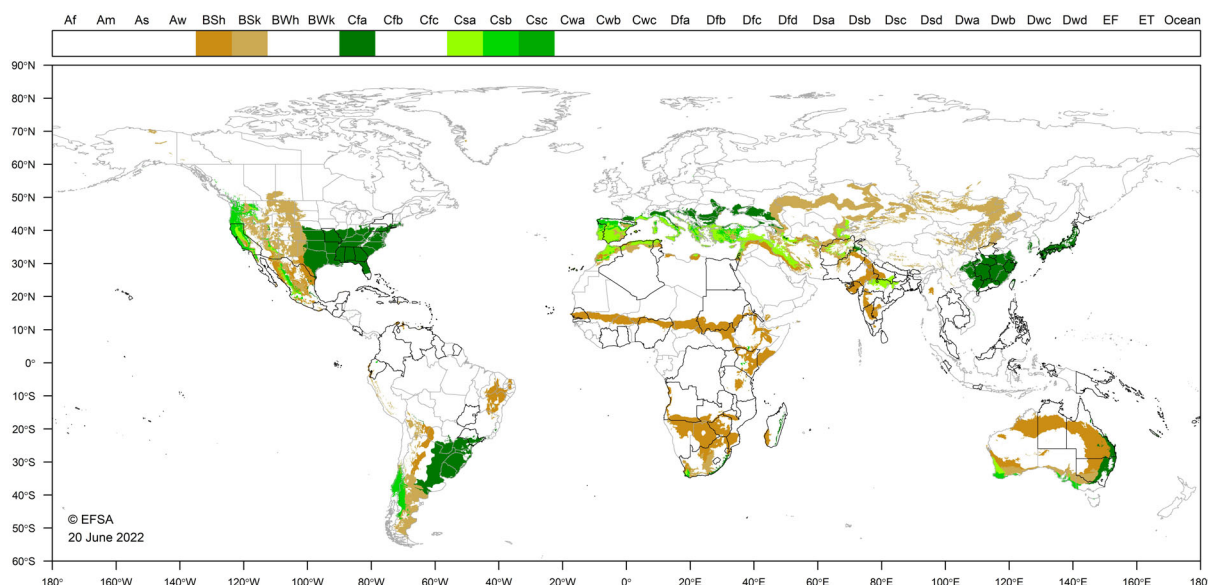 Af Am As Aw BSh BSk BWh BWk Cfa Cfb Cfc Csa Csb Csc Cwa Cwb Cwc Dfa Dfb Dfc Dfd Dsa Dsb Dsc Dsd Dwa Dwb Dwc Dwd EF ET Ocean
90°N
80°N
70°N
60°N
50°N
40°N
30°N
20°N
10°N
0°
10°S
20°S
30°S
40°S
50°S
60°S
© EFSA
20 June 2022
180° 160°W 140°W 120°W 100°W 80°W 60°W 40°W 20°W 0° 20°E 40°E 60°E 80°E 100°E 120°E 140°E 160°E 180